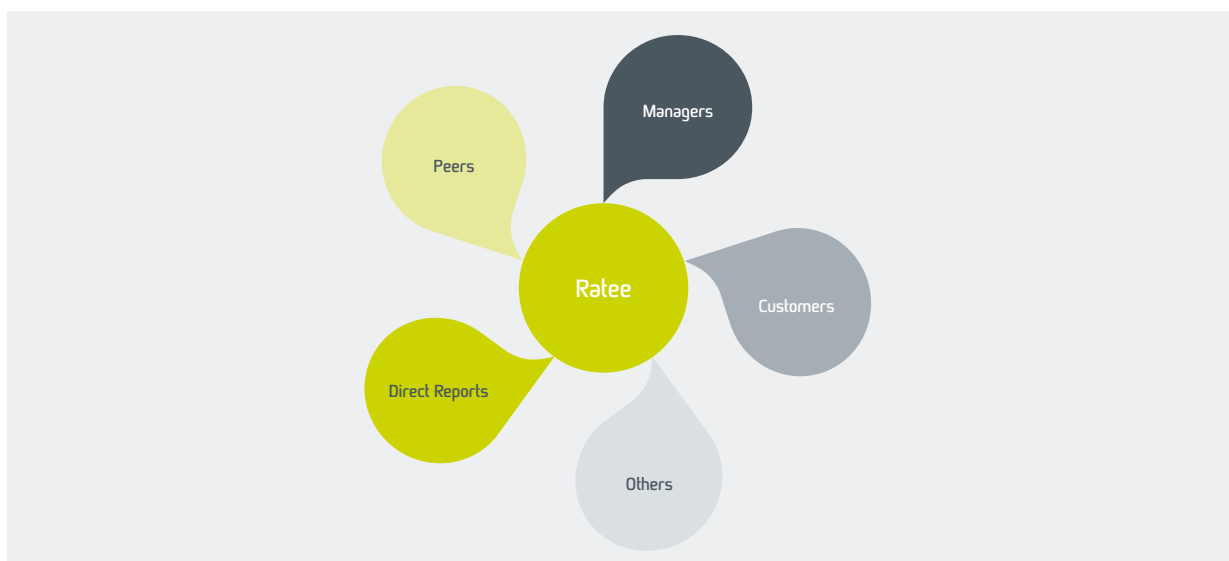 Managers
Peers
Ratee
Customers
Direct Reports
Others